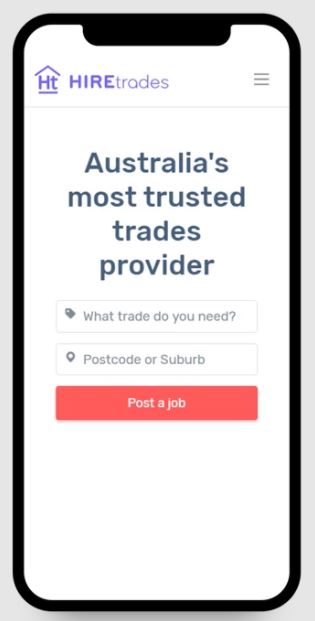 Ht HIREtrades
Australia's
most trusted
trades
provider
What trade do you need?
Postcode or Suburb
Post a job